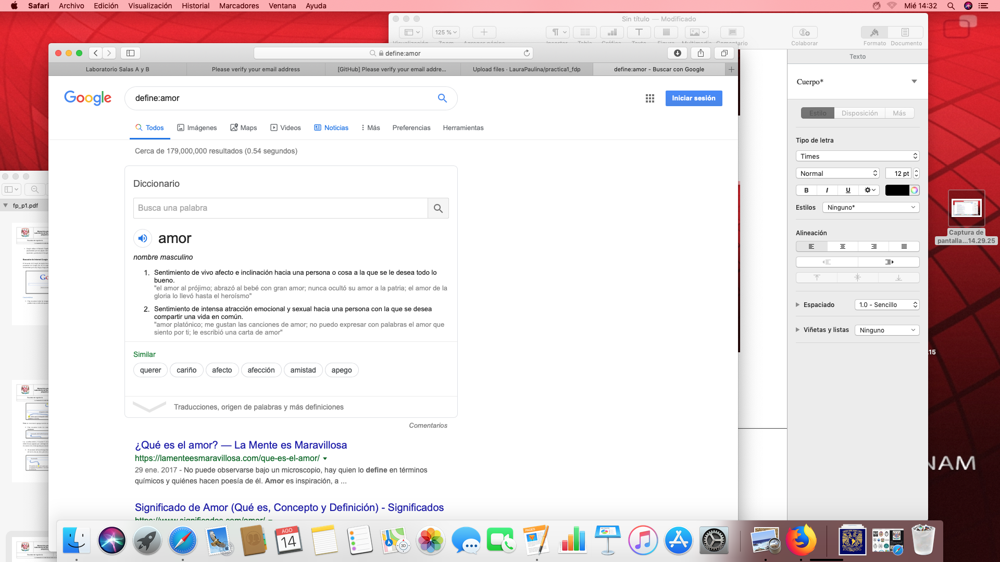 Safari Archivo Edición Visualización Historial Marcadores Ventana Ayuda Mié 14:32
Sin título — Modificado
125 %
Colaborar Formato Documento
define:amor
Laboratorio Salas A y B
Please verify your email address
[GitHub] Please verify your email addre...
Upload files · LauraPaulina/practica1_fdp
define:amor - Buscar con Google
Google
define:amor
Iniciar sesión
Todos Imágenes Maps Videos Noticias Más Preferencias Herramientas
Cerca de 179,000,000 resultados (0.54 segundos)
Diccionario
Busca una palabra
amor
nombre masculino
1. Sentimiento de vivo afecto e inclinación hacia una persona o cosa a la que se le desea todo lo
bueno.
"el amor al prójimo; abrazó al bebé con gran amor; nunca ocultó su amor a la patria; el amor de la
gloria lo llevó hasta el heroísmo"
2. Sentimiento de intensa atracción emocional y sexual hacia una persona con la que se desea
compartir una vida en común.
"amor platónico; me gustan las canciones de amor; no puedo expresar con palabras el amor que
siento por ti; le escribió una carta de amor"
Similar
querer cariño afecto afección amistad apego
Traducciones, origen de palabras y más definiciones
Comentarios
¿Qué es el amor? — La Mente es Maravillosa
https://lamenteesmaravillosa.com/que-es-el-amor/
29 ene. 2017 - No puede observarse bajo un microscopio, hay quien lo define en términos
químicos y quiénes hacen poesía de él. Amor es inspiración, a ...
Significado de Amor (Qué es, Concepto y Definición) - Significados
https://www.significados.com/amor/
fp_p1.pdf
Texto
Cuerpo*
Estilo Disposición Más
Tipo de letra
Times
Normal 12 pt
B I U
Estilos Ninguno*
Alineación
Espaciado 1.0 - Sencillo
Viñetas y listas Ninguno
Captura de
pantalla...14.29.25
.15
NAM
AGO
14
PAGES
3D